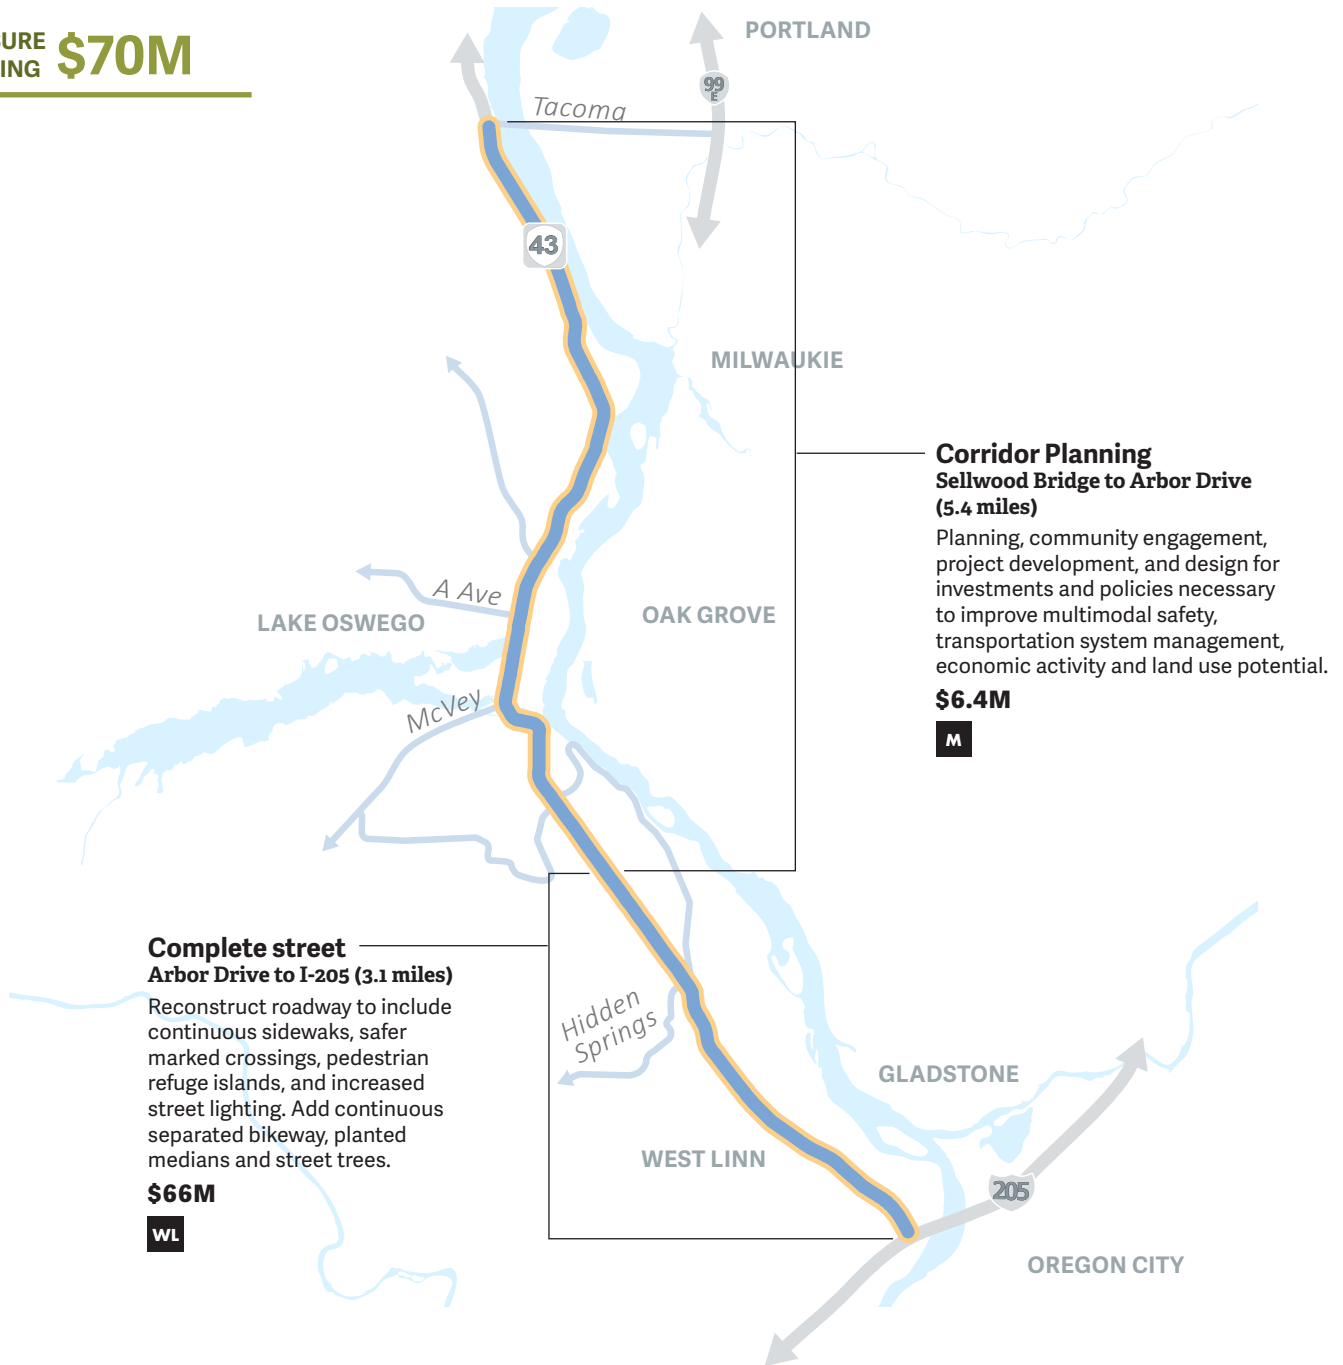 $70M
PORTLAND
99
E
Tacoma
43
MILWAUKIE
Corridor Planning
Sellwood Bridge to Arbor Drive
(5.4 miles)
Planning, community engagement,
project development, and design for
investments and policies necessary
to improve multimodal safety,
transportation system management,
economic activity and land use potential.
$6.4M
M
A Ave
LAKE OSWEGO
OAK GROVE
McVey
Complete street
Arbor Drive to I-205 (3.1 miles)
Reconstruct roadway to include
continuous sidewaks, safer
marked crossings, pedestrian
refuge islands, and increased
street lighting. Add continuous
separated bikeway, planted
medians and street trees.
$66M
WL
Hidden
Springs
GLADSTONE
WEST LINN
205
OREGON CITY